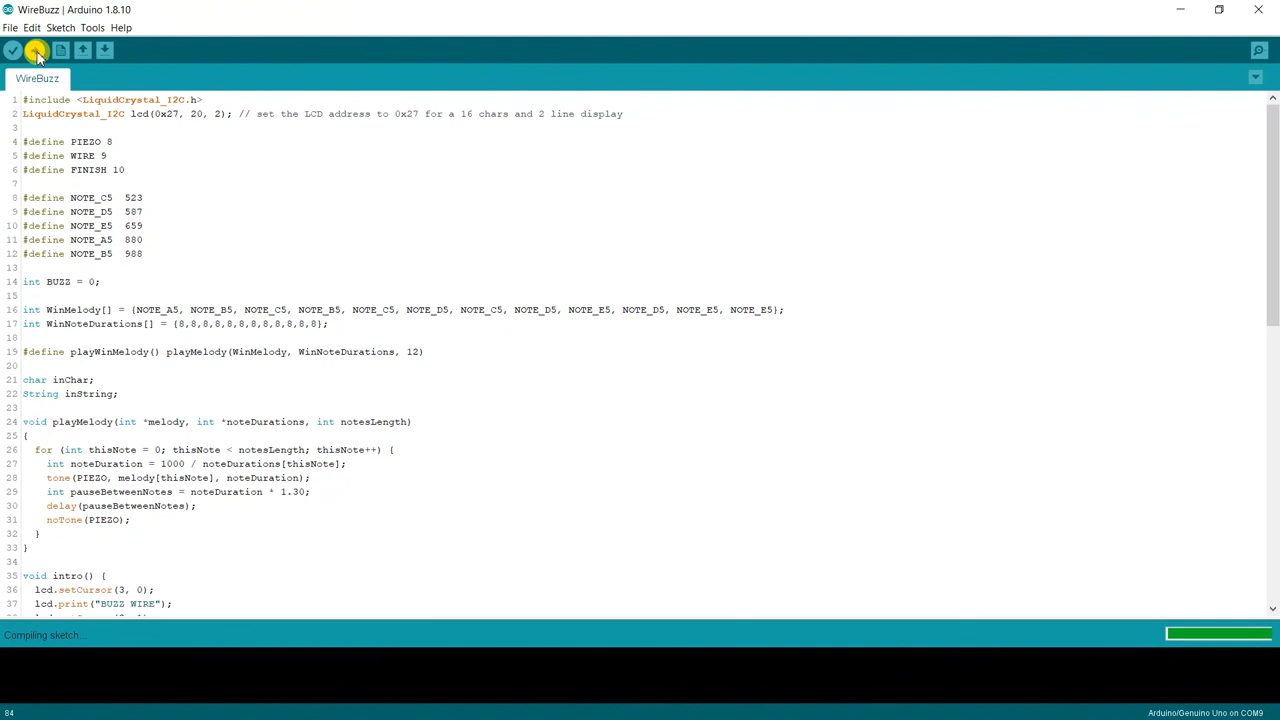 WireBuzz | Arduino 1.8.10
File Edit Sketch Tools Help
WireBuzz
1 #include <LiquidCrystal_I2C.h>
2 LiquidCrystal_I2C lcd(0x27, 20, 2); // set the LCD address to 0x27 for a 16 chars and 2 line display
3
4 #define PIEZO 8
5 #define WIRE 9
6 #define FINISH 10
7
8 #define NOTE_C5  523
9 #define NOTE_D5  587
10 #define NOTE_E5  659
11 #define NOTE_A5  880
12 #define NOTE_B5  988
13
14 int BUZZ = 0;
15
16 int WinMelody[] = {NOTE_A5, NOTE_B5, NOTE_C5, NOTE_B5, NOTE_C5, NOTE_D5, NOTE_C5, NOTE_D5, NOTE_E5, NOTE_D5, NOTE_E5, NOTE_E5};
17 int WinNoteDurations[] = {8,8,8,8,8,8,8,8,8,8,8,8};
18
19 #define playWinMelody() playMelody(WinMelody, WinNoteDurations, 12)
20
21 char inChar;
22 String inString;
23
24 void playMelody(int *melody, int *noteDurations, int notesLength)
25 {
26   for (int thisNote = 0; thisNote < notesLength; thisNote++) {
27     int noteDuration = 1000 / noteDurations[thisNote];
28     tone(PIEZO, melody[thisNote], noteDuration);
29     int pauseBetweenNotes = noteDuration * 1.30;
30     delay(pauseBetweenNotes);
31     noTone(PIEZO);
32   }
33 }
34
35 void intro() {
36   lcd.setCursor(3, 0);
37   lcd.print("BUZZ WIRE");
Compiling sketch...
84
Arduino/Genuino Uno on COM9